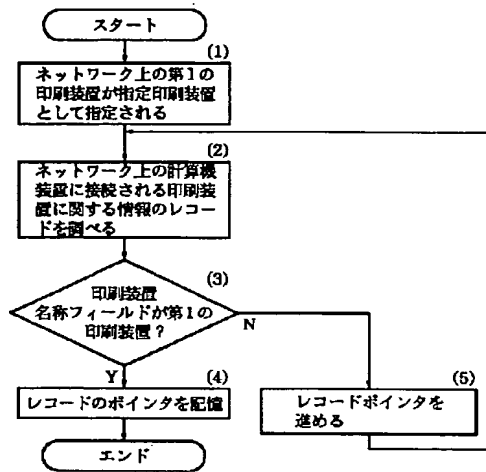 スタート
(1)
ネットワーク上の第1の
印刷装置が指定印刷装置
として指定される
(2)
ネットワーク上の計算機
装置に接続される印刷装
置に関する情報のレコー
ドを調べる
(3)
印刷装置
名称フィールドが第1の
印刷装置?
N
Y
(4)
レコードのポインタを記憶
(5)
レコードポインタを
進める
エンド